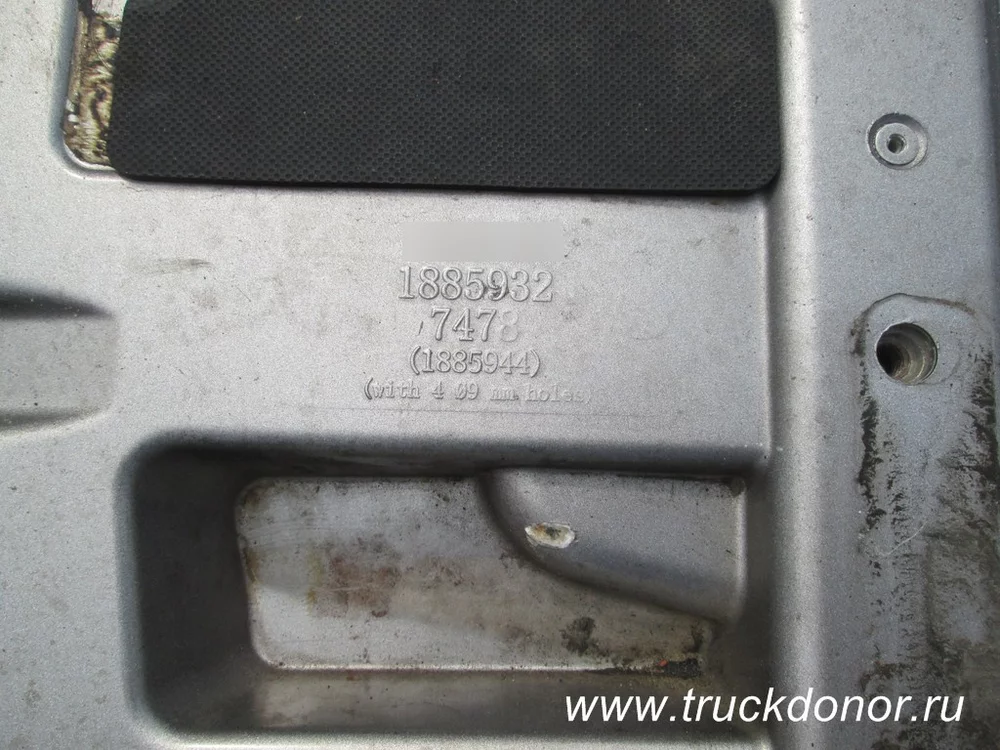 1885932
7478
(1885944)
(with 4 Ø9 mm holes)
www.truckdonor.ru